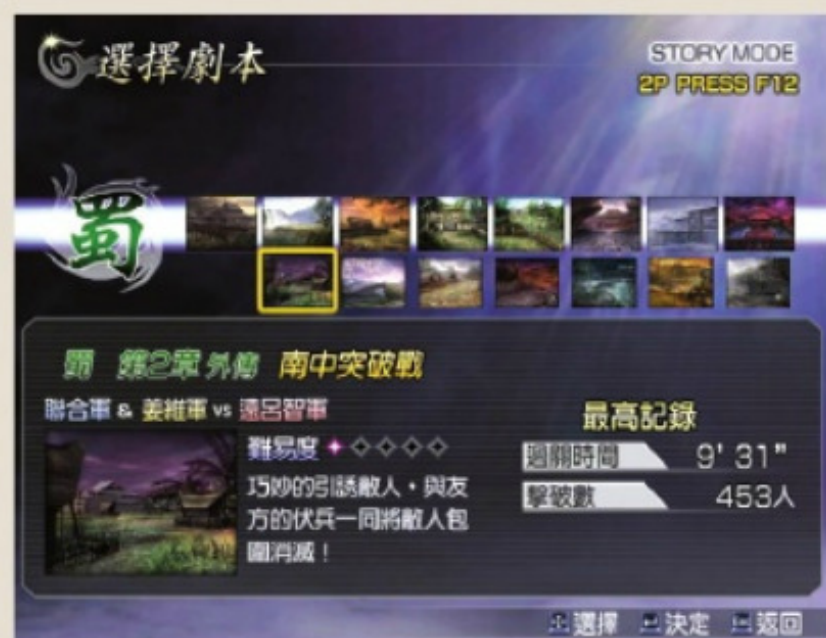 選擇劇本
STORY MODE
2P PRESS F12
蜀
蜀 第2章 外傳 南中突破戰
聯合軍 & 姜維軍 vs 遠呂智軍
難易度
巧妙的引誘敵人,與友
方的伏兵一同將敵人包
圍消滅!
最高記錄
過關時間 9' 31"
擊破數 453人
選擇 決定 返回